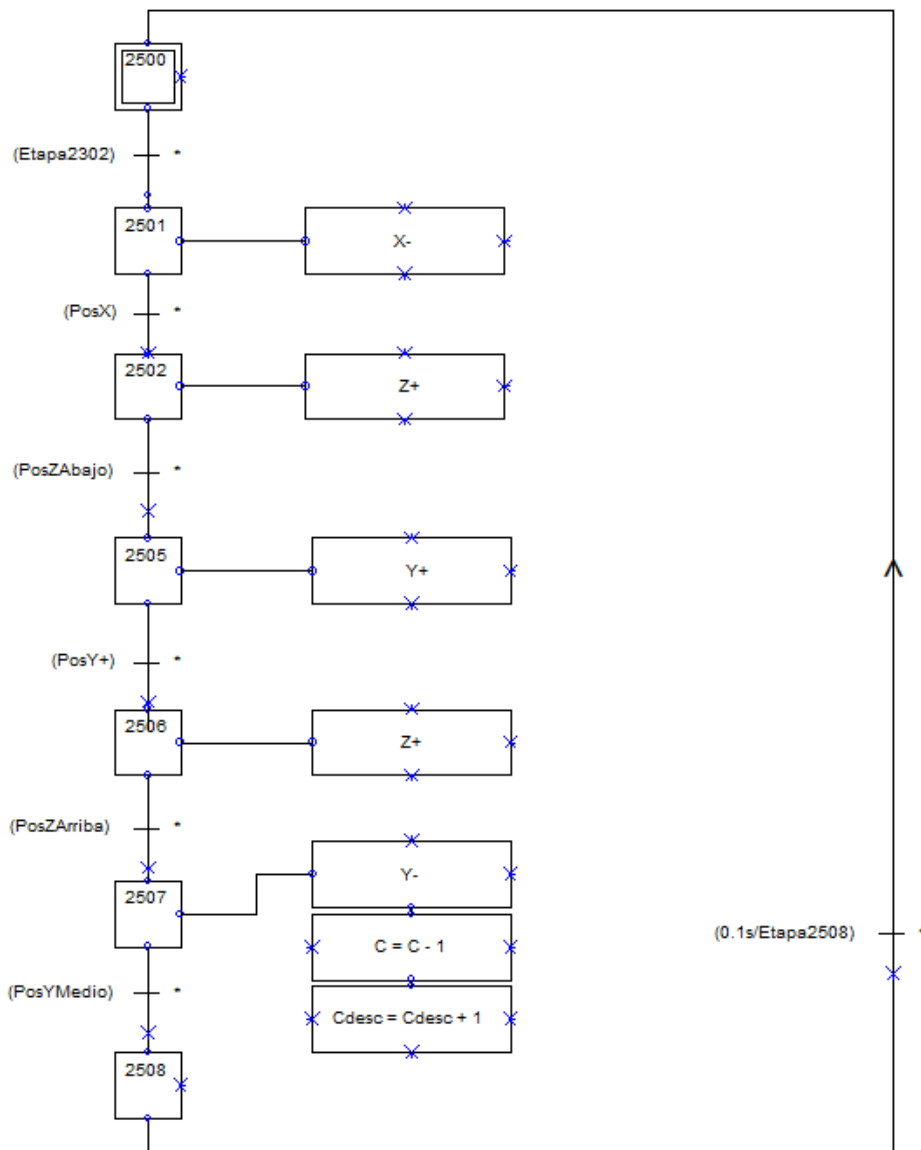 2500
(Etapa2302) *
2501
X-
(PosX) *
2502
Z+
(PosZAbajo) *
2505
Y+
(PosY+) *
2506
Z+
(PosZArriba) *
2507
Y-
C = C - 1
(0.1s/Etapa2508) *
(PosYMedio) *
Cdesc = Cdesc + 1
2508